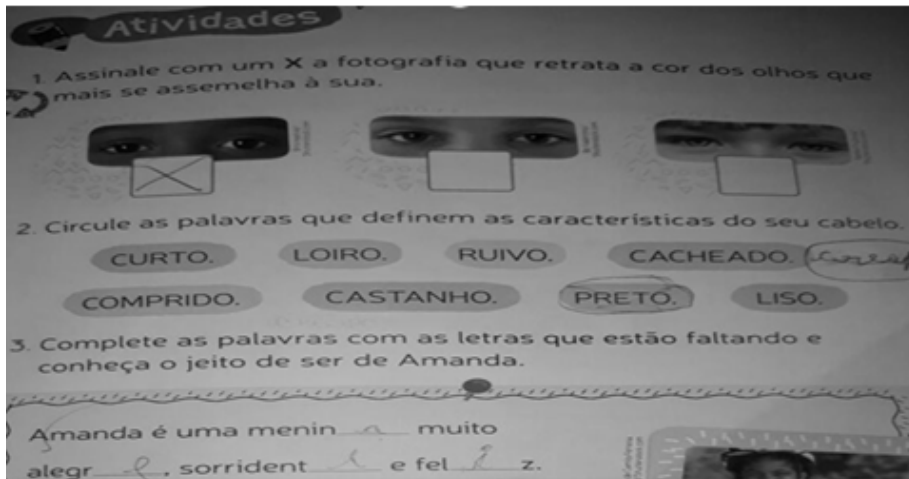 Atividades
1. Assinale com um X a fotografia que retrata a cor dos olhos que
mais se assemelha à sua.
2. Circule as palavras que definem as características do seu cabelo.
CURTO. LOIRO. RUIVO. CACHEADO.
COMPRIDO. CASTANHO. PRETO. LISO.
3. Complete as palavras com as letras que estão faltando e
conheça o jeito de ser de Amanda.
Amanda é uma menin a muito
alegr e, sorrident e fel i z.